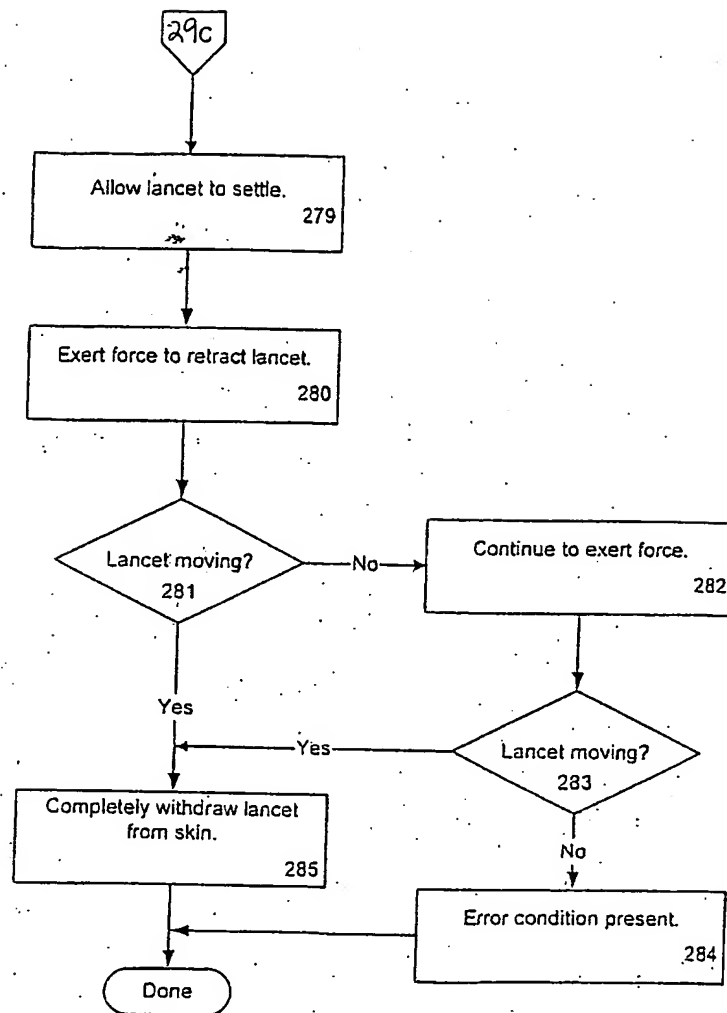 29c
Allow lancet to settle.
279
Exert force to retract lancet.
280
Lancet moving?
281
No
Continue to exert force.
282
Yes
Yes
Lancet moving?
283
Completely withdraw lancet
from skin.
285
No
Error condition present.
284
Done